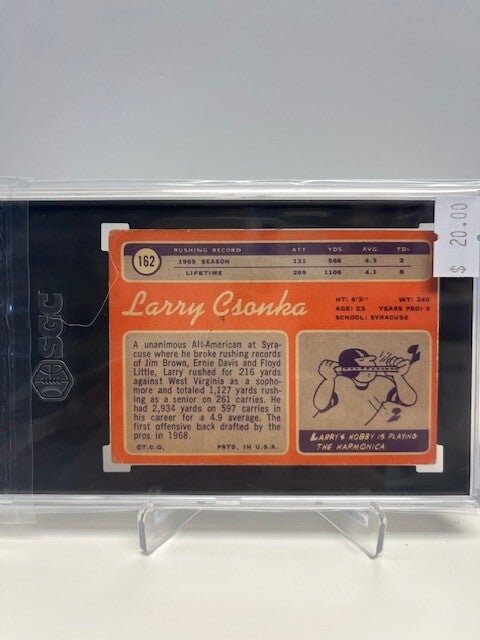 $ 20.00
SGC
162
RUSHING RECORD ATT YDS AVG. TDs
1969 SEASON 131 566 4.3 2
LIFETIME 269 1106 4.1 8
Larry Csonka
HT: 6'3" WT: 240
AGE: 23 YEARS PRO: 3
SCHOOL: SYRACUSE
A unanimous All-American at Syra-
cuse where he broke rushing records
of Jim Brown, Ernie Davis and Floyd
Little, Larry rushed for 216 yards
against West Virginia as a sopho-
more and totaled 1,127 yards rush-
ing as a senior on 261 carries. He
had 2,934 yards on 597 carries in
his career for a 4.9 average. The
first offensive back drafted by the
pros in 1968.
©T.C.G. PRTD. IN U.S.A.
LARRY'S HOBBY IS PLAYING
THE HARMONICA.